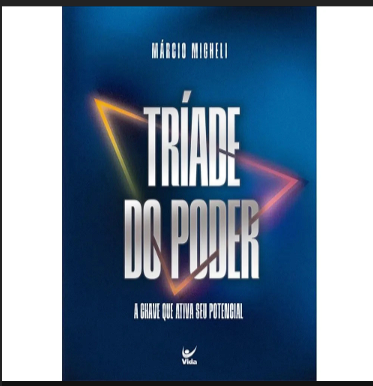 MÁRCIO MICHELI
TRÍADE
DO PODER
A CHAVE QUE ATIVA SEU POTENCIAL
Vida